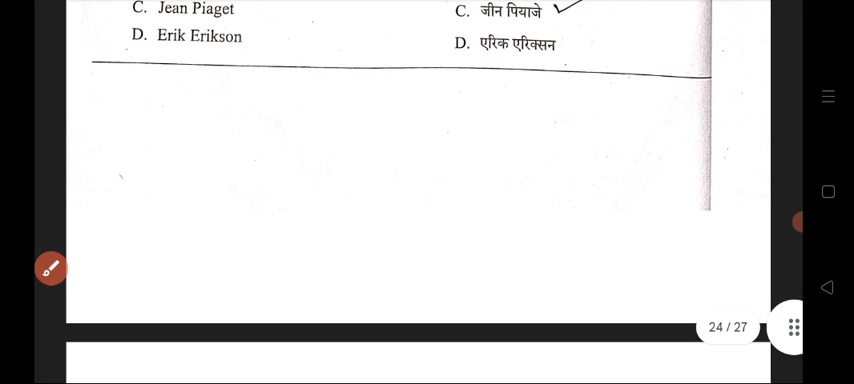 C. Jean Piaget
D. Erik Erikson
C. जीन पियाजे
D. एरिक एरिक्सन
24 / 27